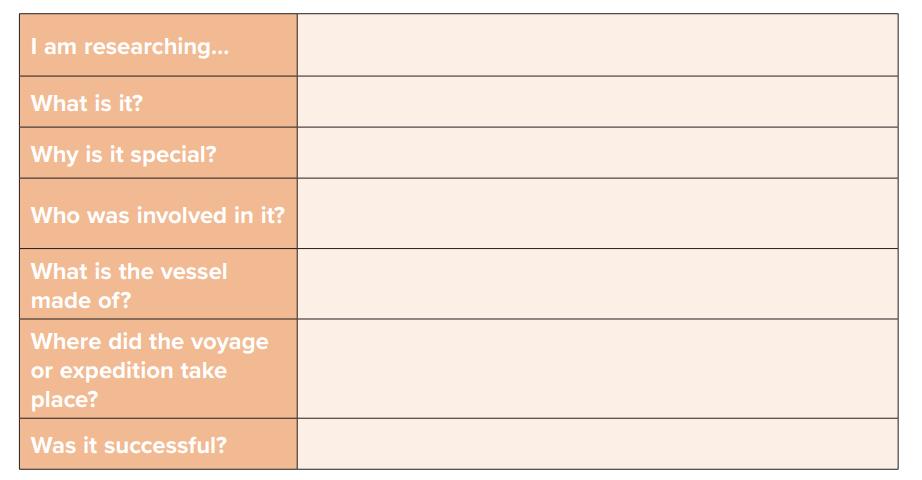 I am researching...
What is it?
Why is it special?
Who was involved in it?
What is the vessel
made of?
Where did the voyage
or expedition take
place?
Was it successful?